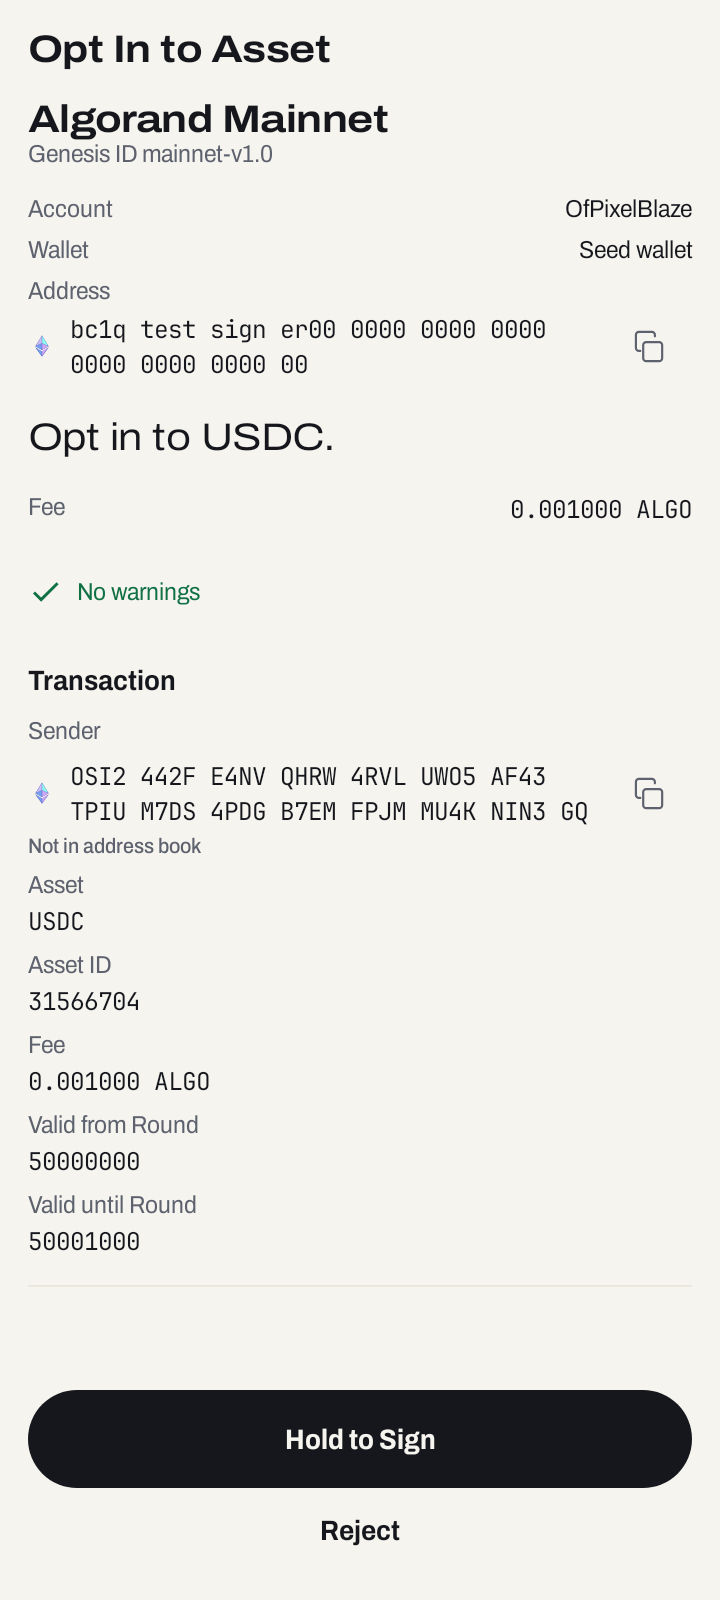 Opt In to Asset
Algorand Mainnet
Genesis ID mainnet-v1.0
Account OfPixelBlaze
Wallet Seed wallet
Address
bc1q test sign er00 0000 0000 0000
0000 0000 0000 00
Opt in to USDC.
Fee 0.001000 ALGO
No warnings
Transaction
Sender
OSI2 442F E4NV QHRW 4RVL UWO5 AF43
TPIU M7DS 4PDG B7EM FPJM MU4K NIN3 GQ
Not in address book
Asset
USDC
Asset ID
31566704
Fee
0.001000 ALGO
Valid from Round
50000000
Valid until Round
50001000
Hold to Sign
Reject